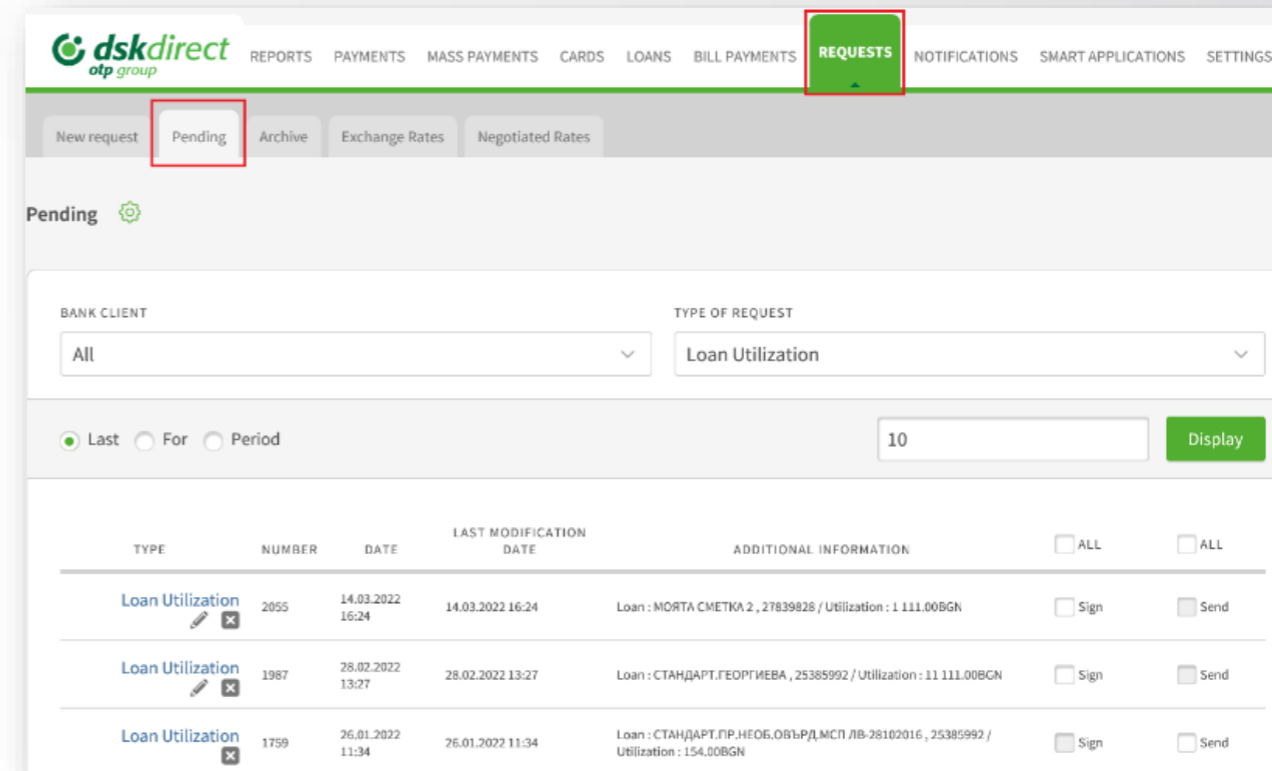 dskdirect
otp group
REPORTS PAYMENTS MASS PAYMENTS CARDS LOANS BILL PAYMENTS REQUESTS NOTIFICATIONS SMART APPLICATIONS SETTINGS
New request Pending Archive Exchange Rates Negotiated Rates
Pending
BANK CLIENT TYPE OF REQUEST
All Loan Utilization
Last For Period 10 Display
LAST MODIFICATION
TYPE NUMBER DATE DATE ADDITIONAL INFORMATION ALL ALL
Loan Utilization 2055 14.03.2022 14.03.2022 16:24 Loan : МОЯТА СМЕТКА 2 , 27839828 / Utilization : 1 111.00BGN Sign Send
16:24
Loan Utilization 1987 28.02.2022 28.02.2022 13:27 Loan : СТАНДАРТ.ГЕОРГИЕВА , 25385992 / Utilization : 11 111.00BGN Sign Send
13:27
Loan Utilization 1759 26.01.2022 26.01.2022 11:34 Loan : СТАНДАРТ.ПР.НЕОБ.ОВЪРД.МСП ЛВ-28102016 , 25385992 / Sign Send
11:34 Utilization : 154.00BGN